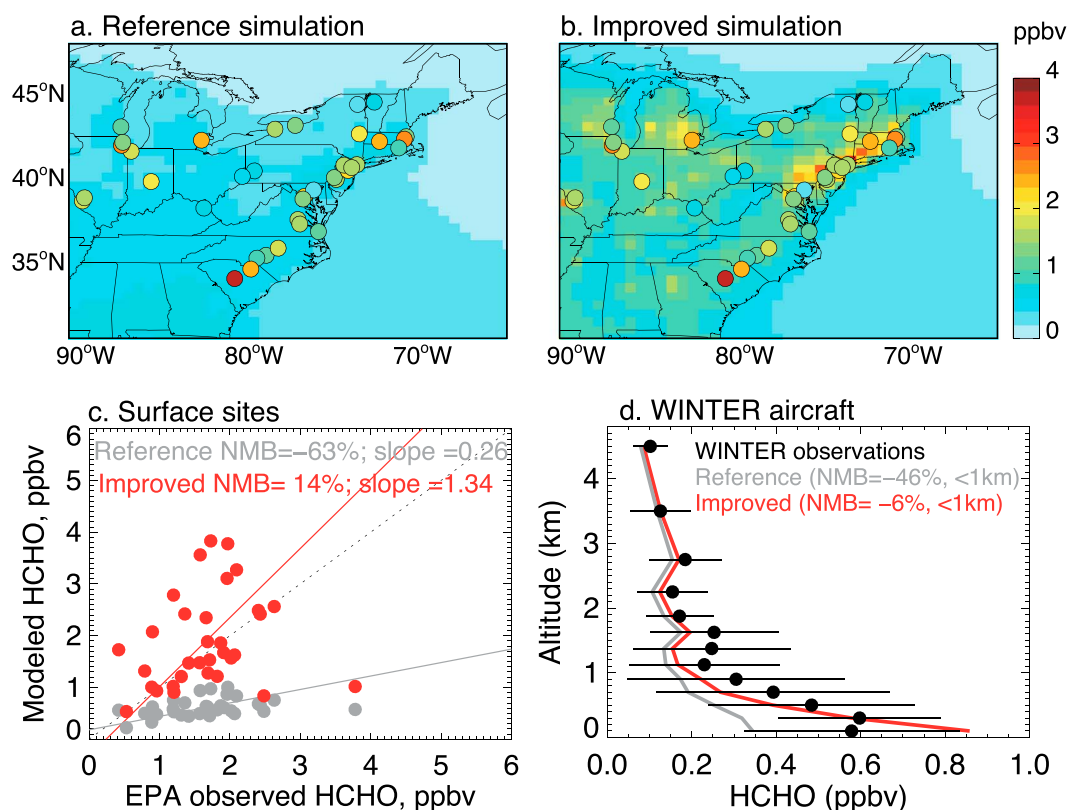 a. Reference simulation
b. Improved simulation
ppbv
45°N
40°N
35°N
90°W
80°W
70°W
90°W
80°W
70°W
4
3
2
1
0
c. Surface sites
Reference NMB=−63%; slope =0.26
Improved NMB= 14%; slope =1.34
Modeled HCHO, ppbv
6
5
4
3
2
1
0
0
1
2
3
4
5
6
EPA observed HCHO, ppbv
d. WINTER aircraft
WINTER observations
Reference (NMB=−46%, <1km)
Improved (NMB= −6%, <1km)
Altitude (km)
4
3
2
1
0
0.0
0.2
0.4
0.6
0.8
1.0
HCHO (ppbv)